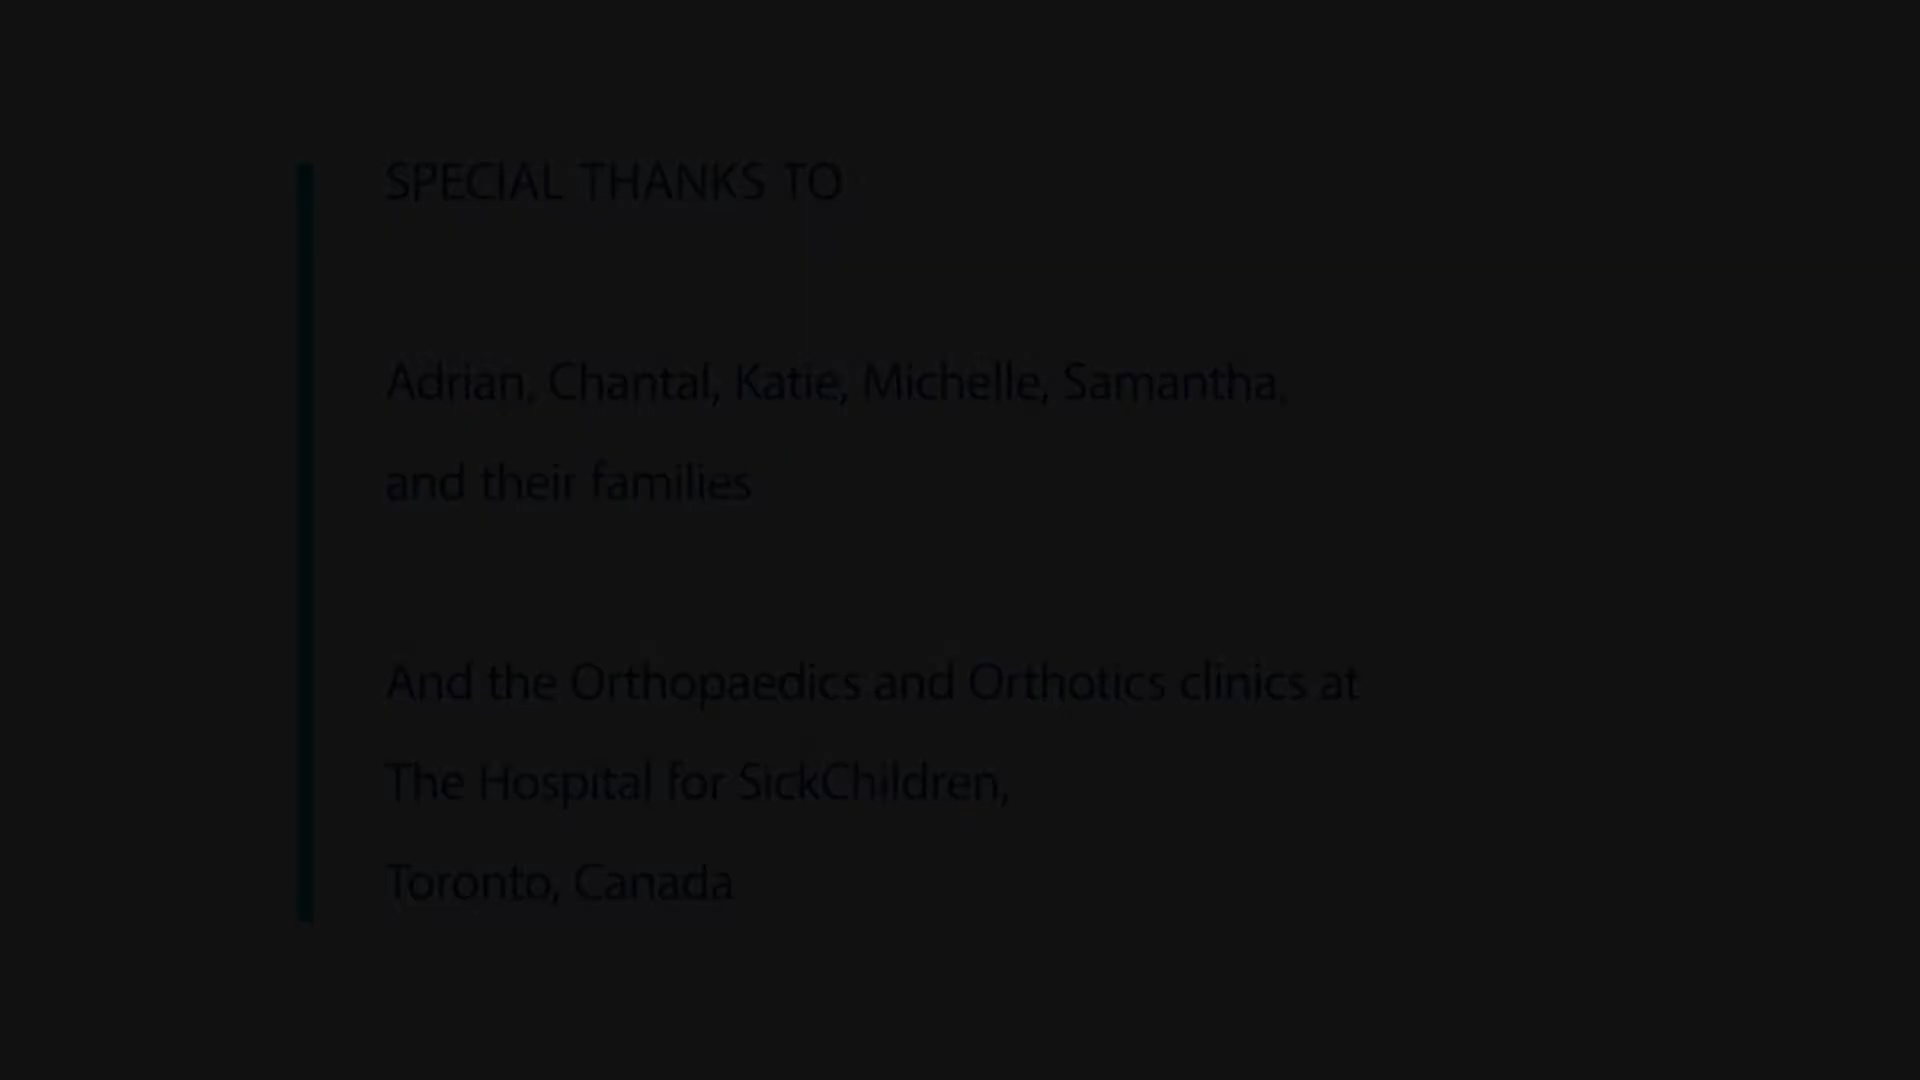 SPECIAL THANKS TO
Adrian, Chantal, Katie, Michelle, Samantha,
and their families
And the Orthopaedics and Orthotics clinics at
The Hospital for SickChildren,
Toronto, Canada